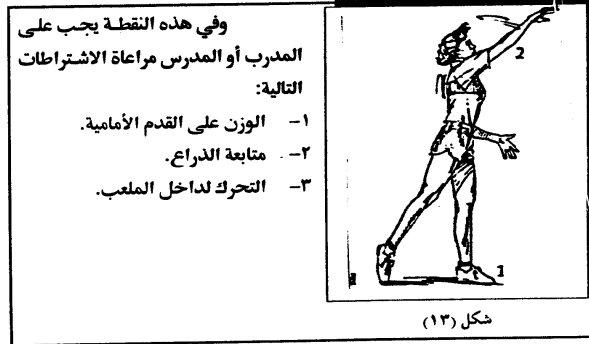 وفي هذه النقطة يجب على
المدرب أو المدرس مراعاة الاشتراطات
التالية:
١- الوزن على القدم الأمامية.
٢- متابعة الذراع.
٣- التحرك لداخل الملعب.
2
1
شكل (١٣)